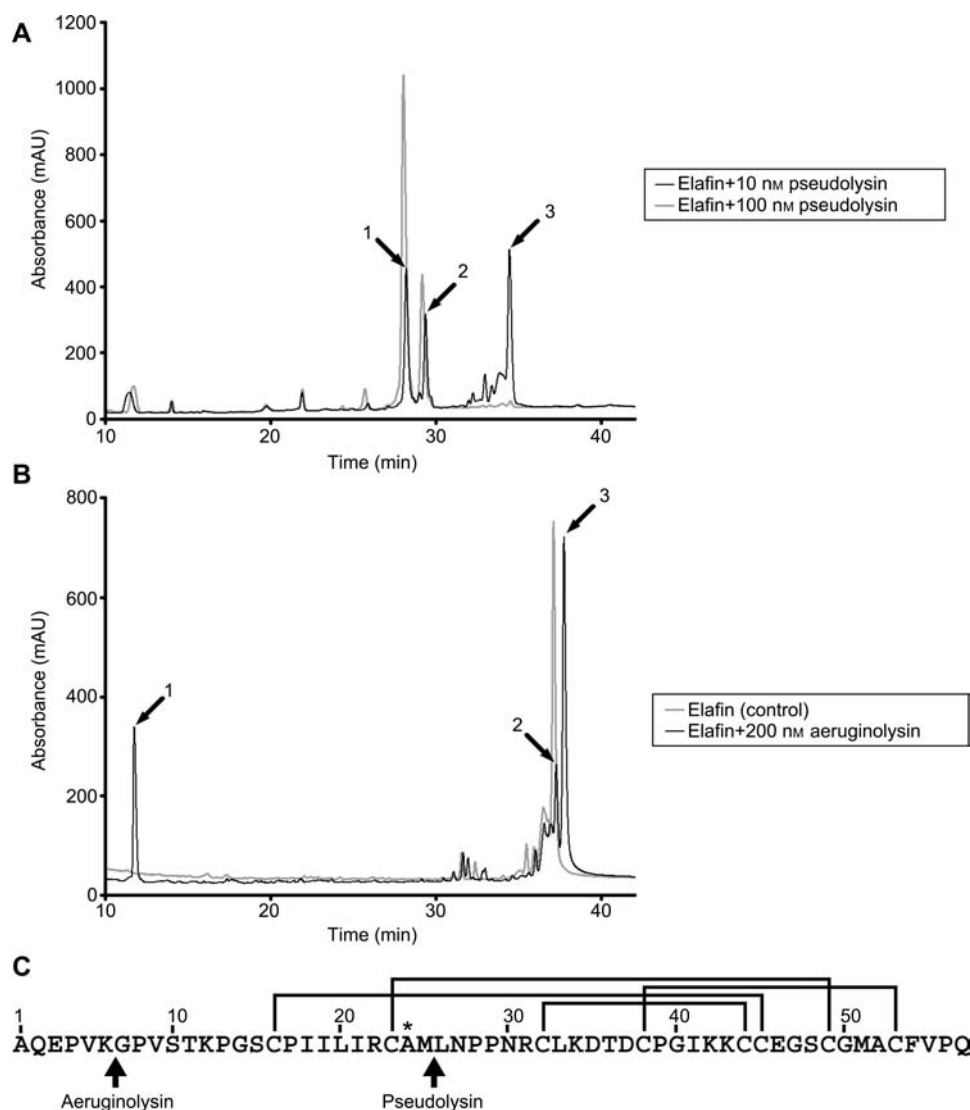 A
1200
1000
800
600
400
200
0
Absorbance (mAU)
1
2
3
10
20
30
40
Time (min)
Elafin+10 nM pseudolysin
Elafin+100 nM pseudolysin
B
800
600
400
200
0
Absorbance (mAU)
1
2
3
10
20
30
40
Time (min)
Elafin (control)
Elafin+200 nM aeruginolysin
C
1 10 20 * 30 40 50
AQEPVKGPVSTKPGSCPIILIRCAMLNPPNRCLKDTDCPGIKKCCEGSCGMACFVPQ
Aeruginolysin Pseudolysin